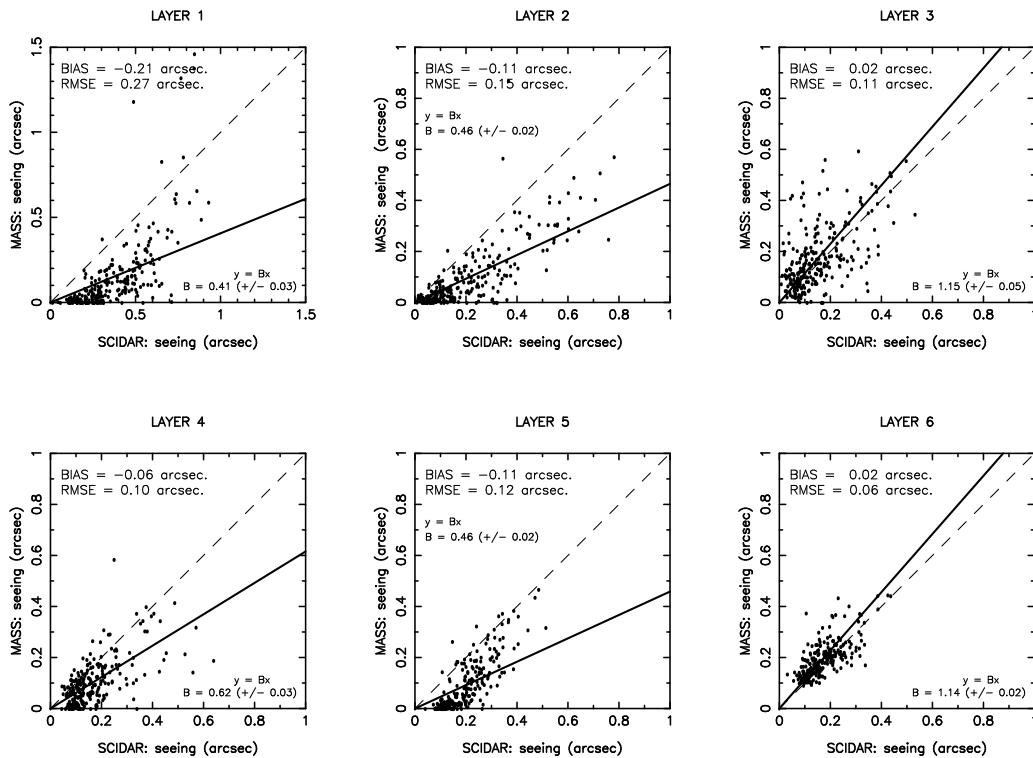 LAYER 1
BIAS = −0.21 arcsec.
RMSE = 0.27 arcsec.
y = Bx
B = 0.41 (+/− 0.03)
MASS: seeing (arcsec)
0
0.5
1
1.5
0
0.5
1
1.5
SCIDAR: seeing (arcsec)
LAYER 2
BIAS = −0.11 arcsec.
RMSE = 0.15 arcsec.
y = Bx
B = 0.46 (+/− 0.02)
MASS: seeing (arcsec)
0
0.2
0.4
0.6
0.8
1
0
0.2
0.4
0.6
0.8
1
SCIDAR: seeing (arcsec)
LAYER 3
BIAS = 0.02 arcsec.
RMSE = 0.11 arcsec.
y = Bx
B = 1.15 (+/− 0.05)
MASS: seeing (arcsec)
0
0.2
0.4
0.6
0.8
1
0
0.2
0.4
0.6
0.8
1
SCIDAR: seeing (arcsec)
LAYER 4
BIAS = −0.06 arcsec.
RMSE = 0.10 arcsec.
y = Bx
B = 0.62 (+/− 0.03)
MASS: seeing (arcsec)
0
0.2
0.4
0.6
0.8
1
0
0.2
0.4
0.6
0.8
1
SCIDAR: seeing (arcsec)
LAYER 5
BIAS = −0.11 arcsec.
RMSE = 0.12 arcsec.
y = Bx
B = 0.46 (+/− 0.02)
MASS: seeing (arcsec)
0
0.2
0.4
0.6
0.8
1
0
0.2
0.4
0.6
0.8
1
SCIDAR: seeing (arcsec)
LAYER 6
BIAS = 0.02 arcsec.
RMSE = 0.06 arcsec.
y = Bx
B = 1.14 (+/− 0.02)
MASS: seeing (arcsec)
0
0.2
0.4
0.6
0.8
1
0
0.2
0.4
0.6
0.8
1
SCIDAR: seeing (arcsec)